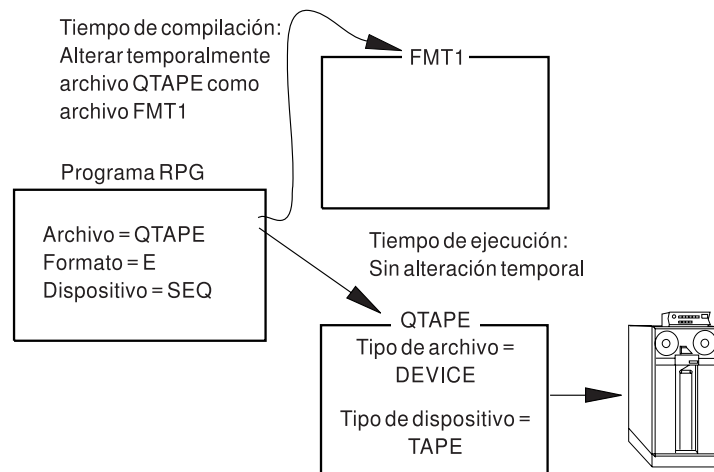 Tiempo de compilación:
Alterar temporalmente
archivo QTAPE como
archivo FMT1
FMT1
Programa RPG
Archivo = QTAPE
Formato = E
Dispositivo = SEQ
Tiempo de ejecución:
Sin alteración temporal
QTAPE
Tipo de archivo =
DEVICE
Tipo de dispositivo =
TAPE